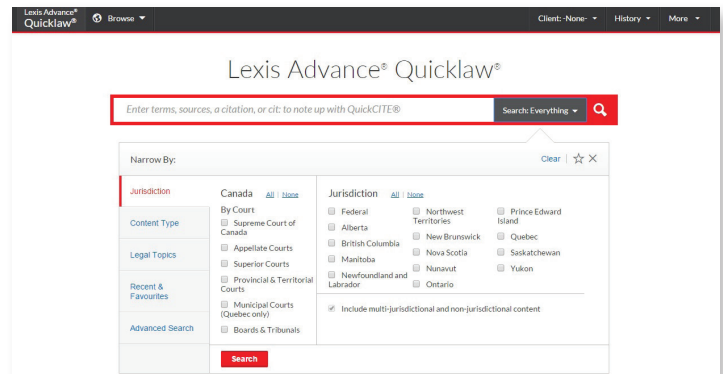 Lexis Advance®
Quicklaw®
Browse
Client: -None-
History
More
Lexis Advance® Quicklaw®
Enter terms, sources, a citation, or cit: to note up with QuickCITE®
Search: Everything
Narrow By:
Clear
Jurisdiction
Content Type
Legal Topics
Recent &
Favourites
Advanced Search
Canada All | None
By Court
Supreme Court of
Canada
Appellate Courts
Superior Courts
Provincial & Territorial
Courts
Municipal Courts
(Quebec only)
Boards & Tribunals
Jurisdiction All | None
Federal
Alberta
British Columbia
Manitoba
Newfoundland and
Labrador
Northwest
Territories
New Brunswick
Nova Scotia
Nunavut
Ontario
Prince Edward
Island
Quebec
Saskatchewan
Yukon
Include multi-jurisdictional and non-jurisdictional content
Search